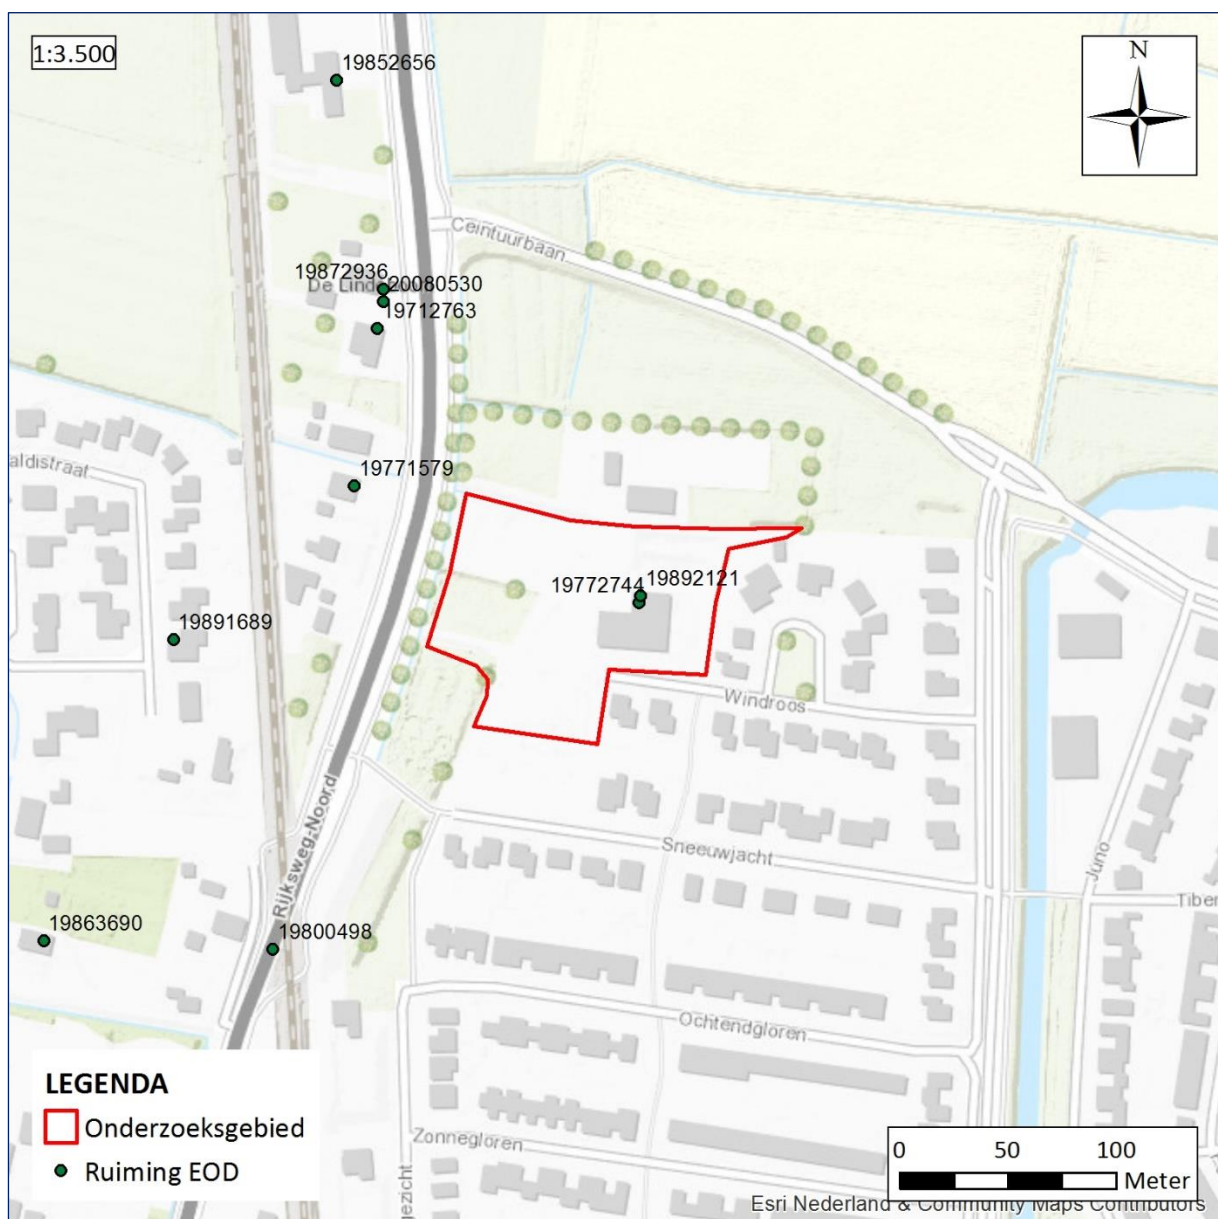 1:3.500
N
19852656
Ceintuurbaan
19872936
20080530
19712763
19771579
aldistraat
19772744
19892121
19891689
Windroos
Rijksweg-Noord
Sneeuwjacht
Juno
Tiber
19863690
19800498
Ochtendgloren
Zonnegloren
gezicht
LEGENDA
Onderzoeksgebied
Ruiming EOD
0 50 100
Meter
Esri Nederland & Community Maps Contributors